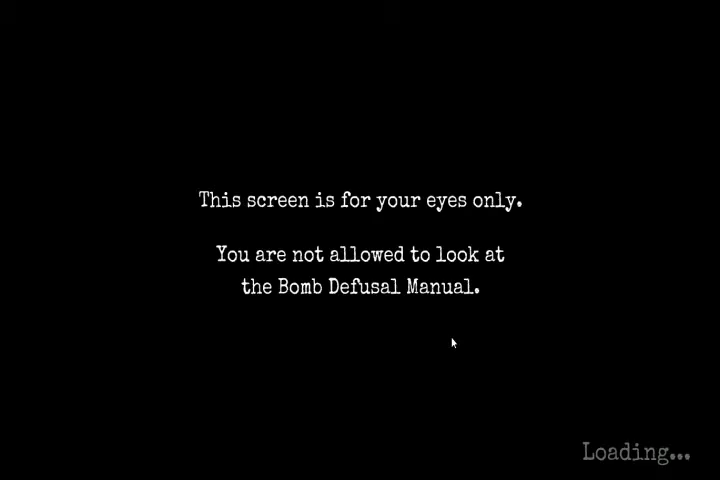 This screen is for your eyes only.
You are not allowed to look at
the Bomb Defusal Manual.
Loading...